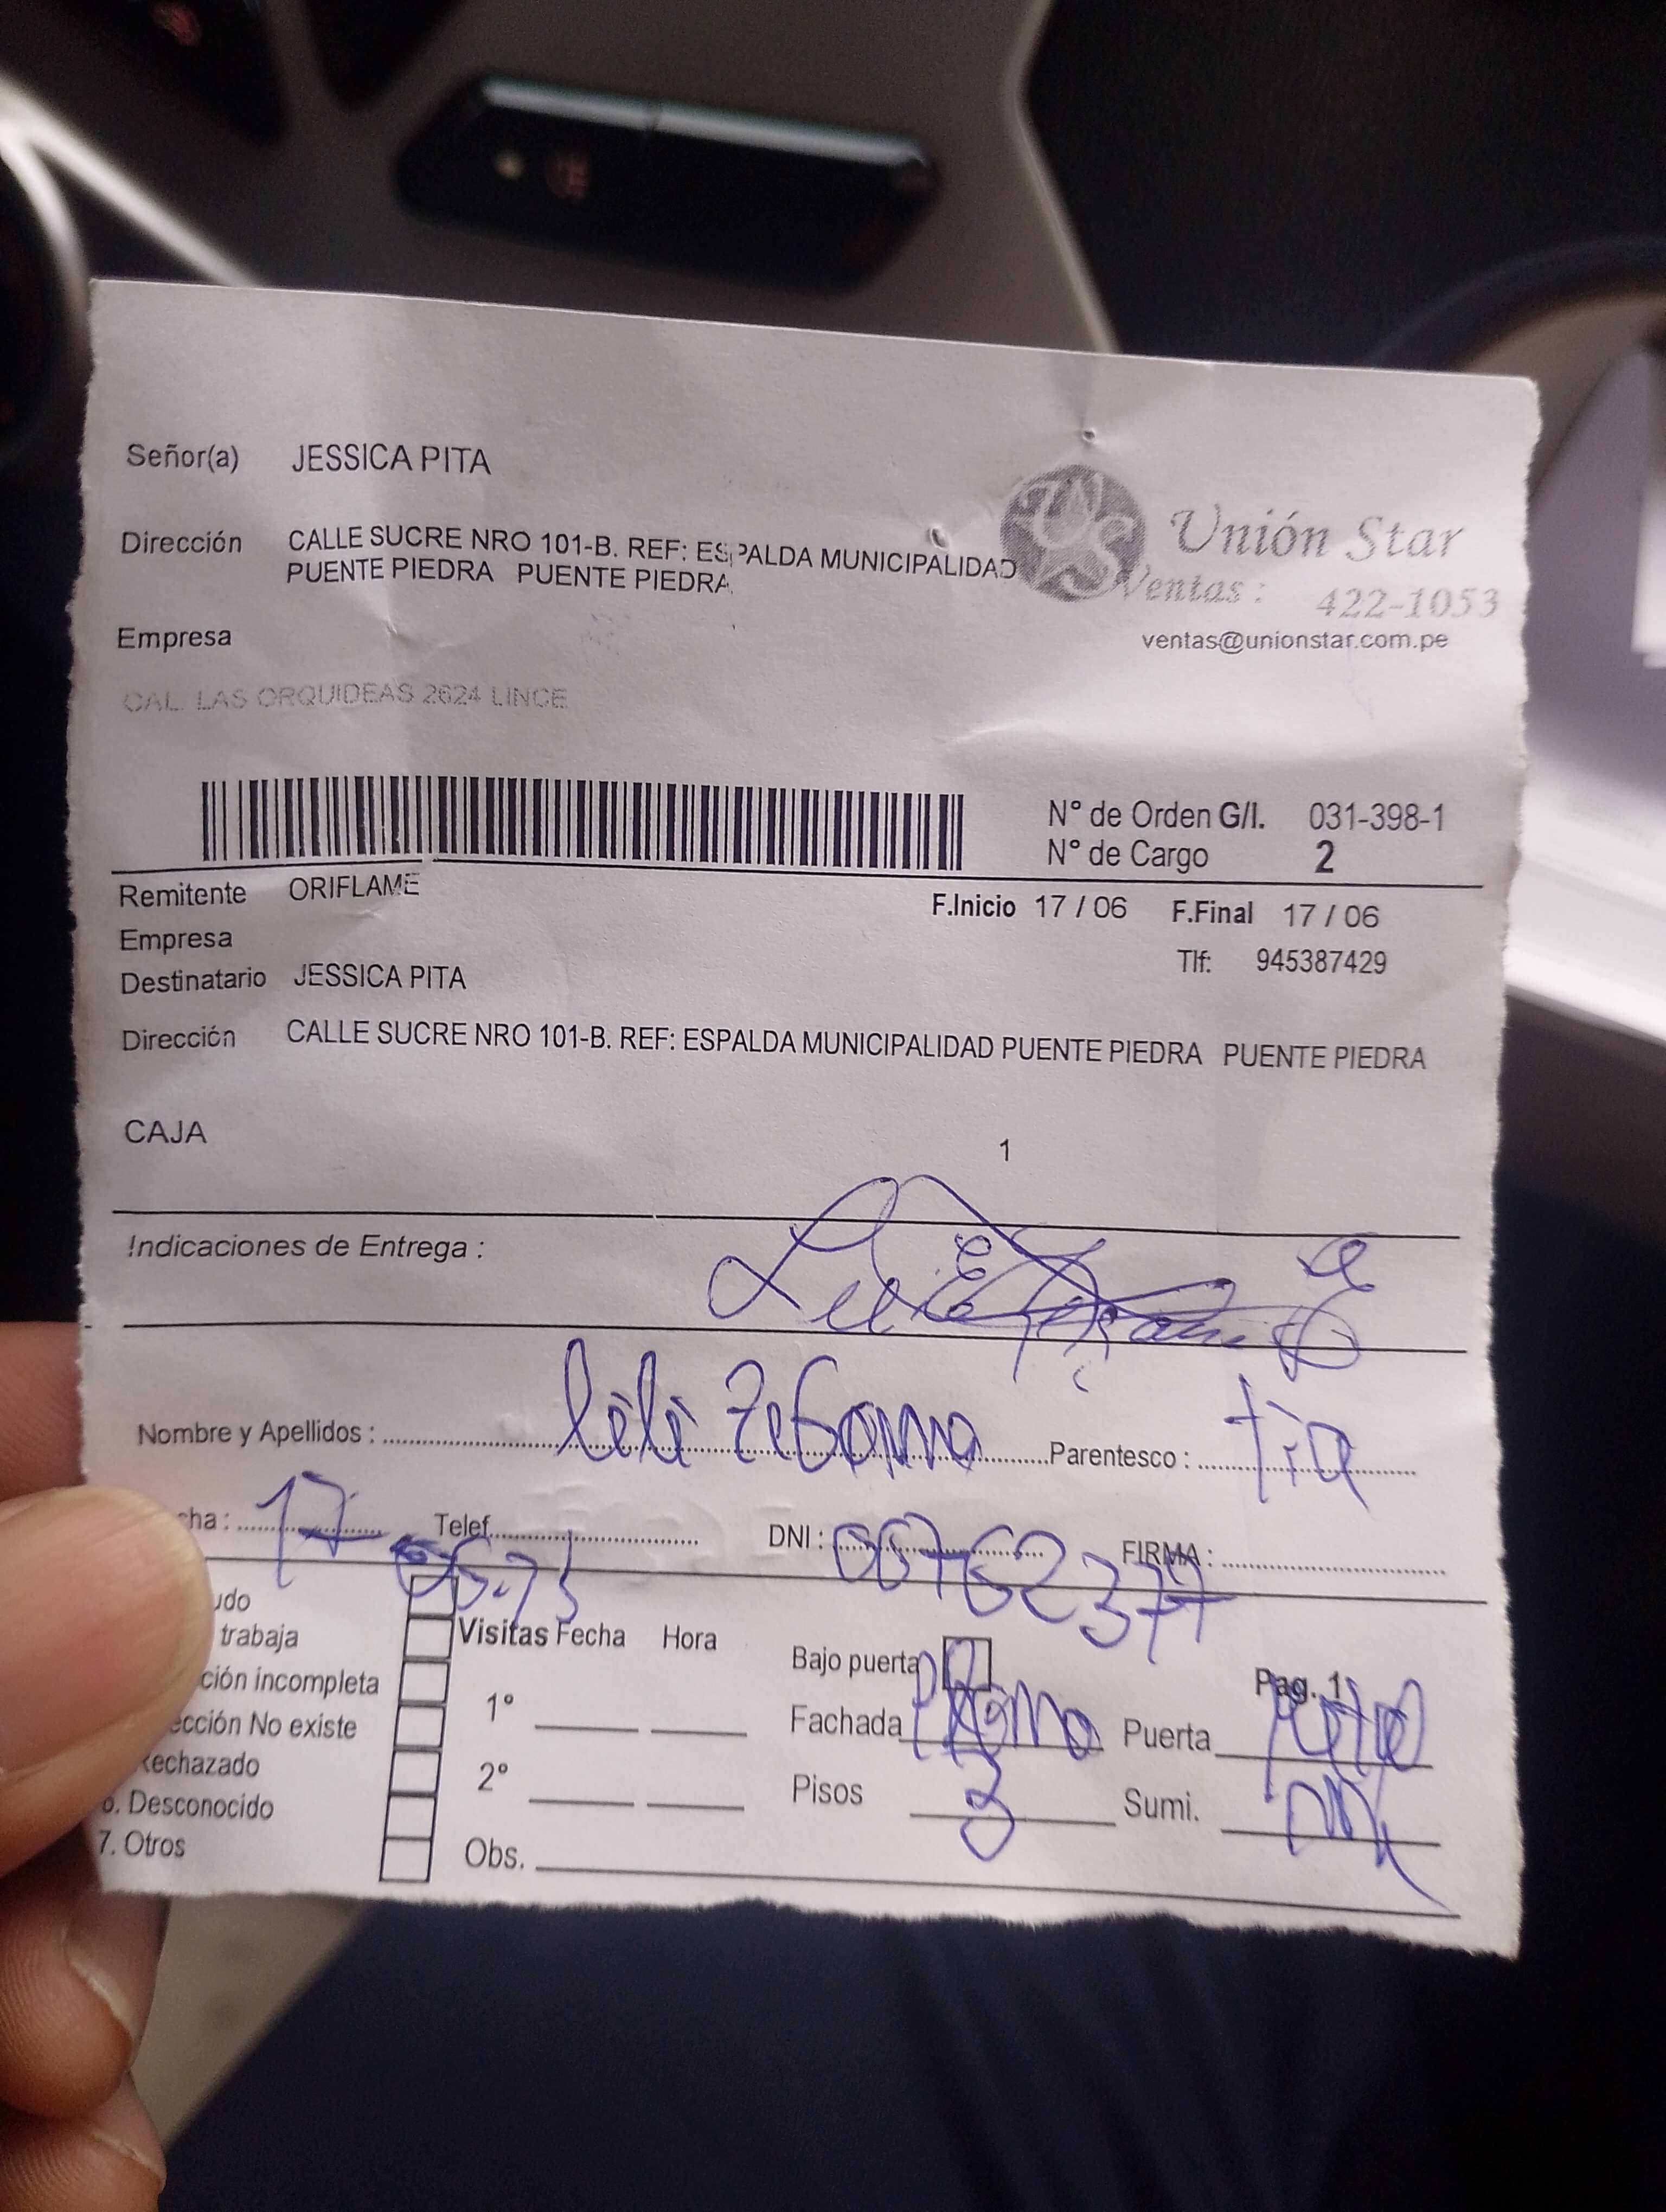 Señor(a) JESSICA PITA
Dirección CALLE SUCRE NRO 101-B. REF: ESPALDA MUNICIPALIDAD
PUENTE PIEDRA PUENTE PIEDRA
Unión Star
Ventas : 422-1053
ventas@unionstar.com.pe
Empresa
CAL. LAS ORQUIDEAS 2624 LINCE
N° de Orden G/I. 031-398-1
N° de Cargo 2
Remitente ORIFLAME
F.Inicio 17 / 06 F.Final 17 / 06
Empresa
Tlf: 945387429
Destinatario JESSICA PITA
Dirección CALLE SUCRE NRO 101-B. REF: ESPALDA MUNICIPALIDAD PUENTE PIEDRA PUENTE PIEDRA
CAJA 1
Indicaciones de Entrega :
Nombre y Apellidos : Parentesco : tia
cha : 17 Telef. DNI : FIRMA :
udo
trabaja
Visitas Fecha Hora
Bajo puerta
Pag. 1
ción incompleta
1°
Fachada Puerta
ección No existe
Rechazado
2°
Pisos 3 Sumi.
6. Desconocido
7. Otros
Obs.